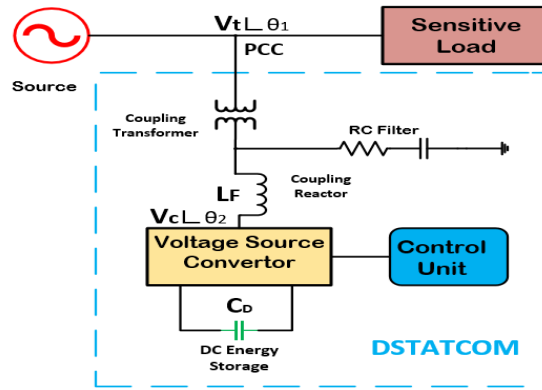 Vt∟θ1
Sensitive
Load
PCC
Source
Coupling
Transformer
RC Filter
Coupling
Reactor
LF
Vc∟θ2
Voltage Source
Convertor
Control
Unit
CD
DC Energy
Storage
DSTATCOM